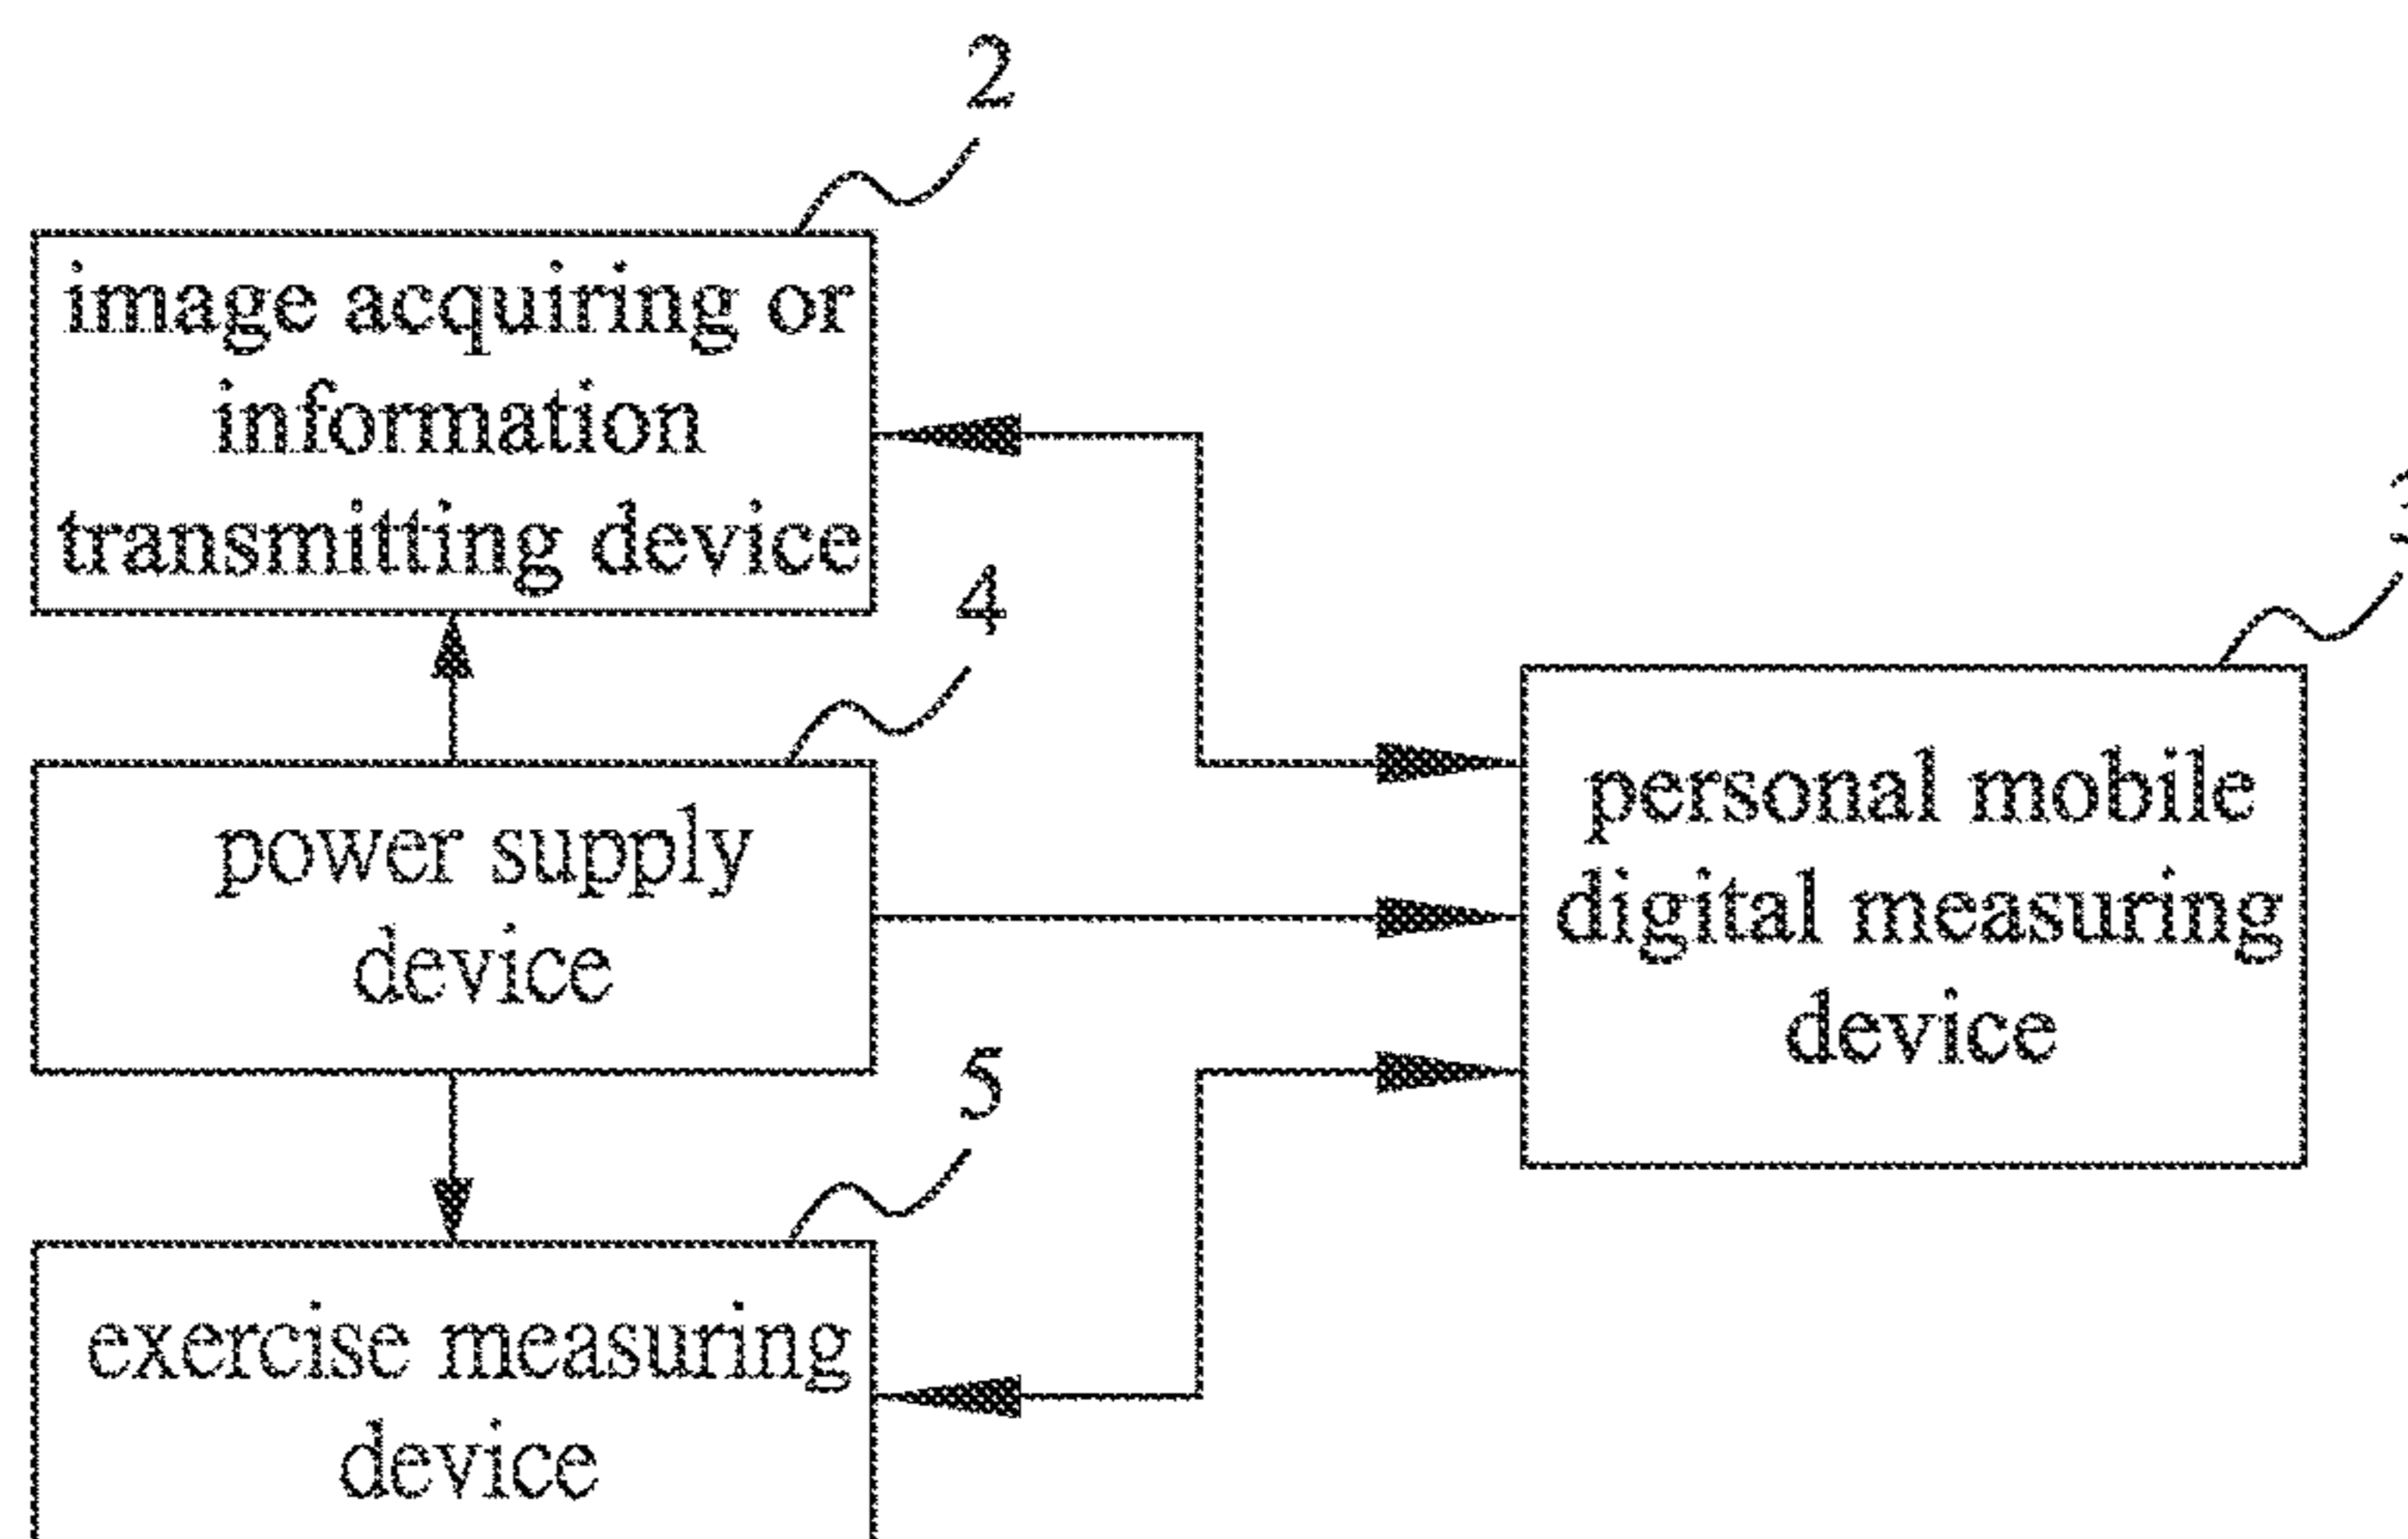 2
image acquiring or
information
transmitting device
4
power supply
device
personal mobile
digital measuring
device
5
exercise measuring
device